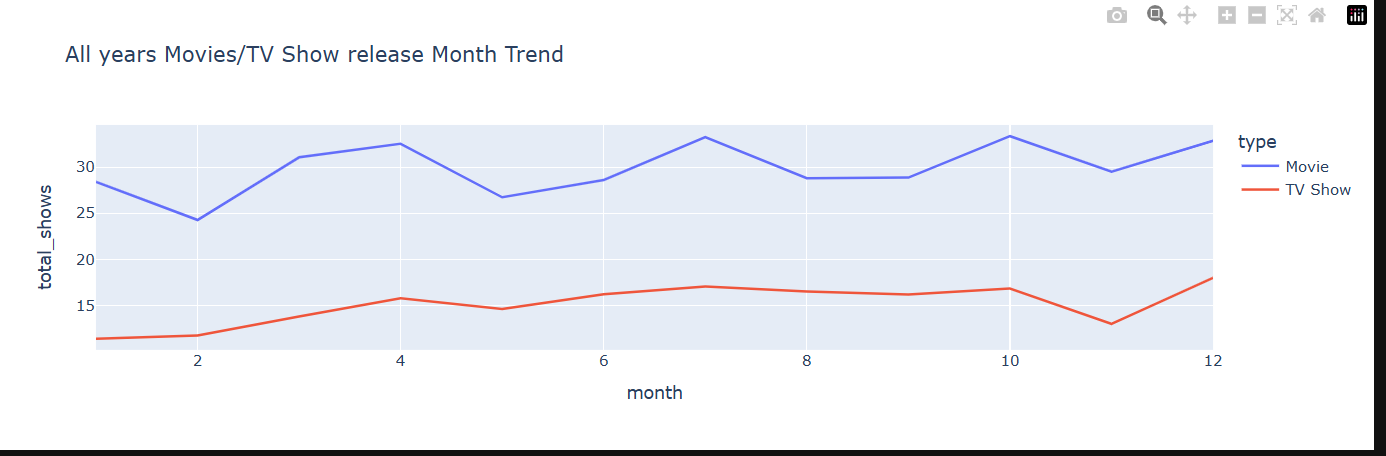 All years Movies/TV Show release Month Trend
type
Movie
TV Show
30
25
20
15
total_shows
2 4 6 8 10 12
month